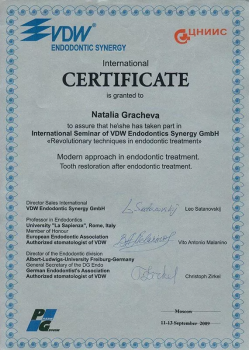 VDW
ENDODONTIC SYNERGY
ЦНИИС
International
CERTIFICATE
is granted to
Natalia Gracheva
to assure that he\she has taken part in
International Seminar of VDW Endodontics Synergy GmbH
«Revolutionary techniques in endodontic treatment»
Modern approach in endodontic treatment.
Tooth restoration after endodontic treatment.
Director Sales International
VDW Endodontic Synergy GmbH
Leo Satanovskij
Professor in Endodontics
University "La Sapienza", Rome, Italy
Member of Honour
European Endodontic Association
Authorized stomatologist of VDW
Vito Antonio Malantino
Director of the Endodontic division
Albert-Ludwigs-University Freiburg-Germany
General Secretary of the DG Endo
German Endodontist's Association
Authorized stomatologist of VDW
Christoph Zirkel
Moscow
11-13 September 2009